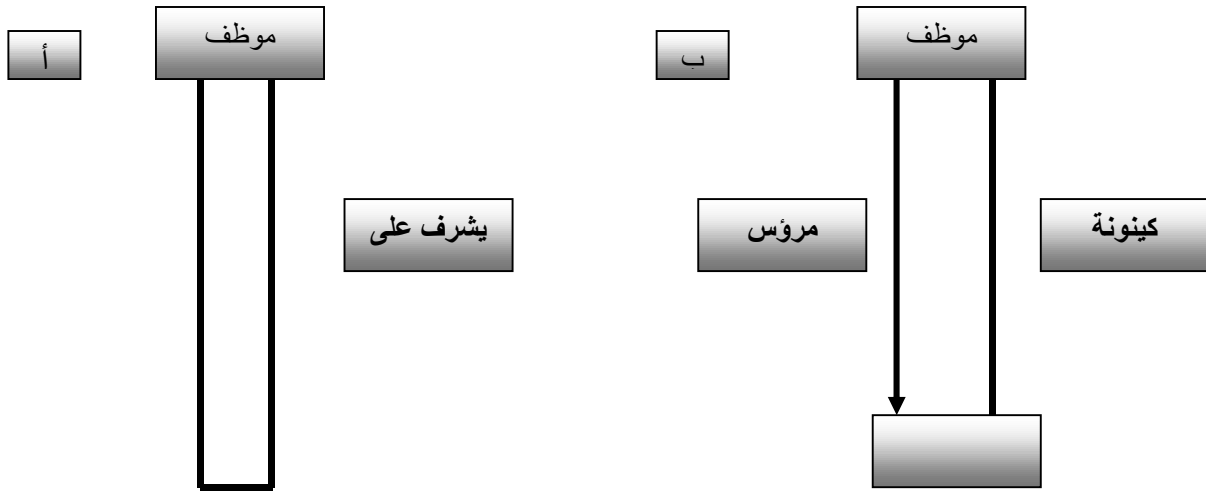 موظف
أ
يشرف على
موظف
ب
كينونة
مرؤس